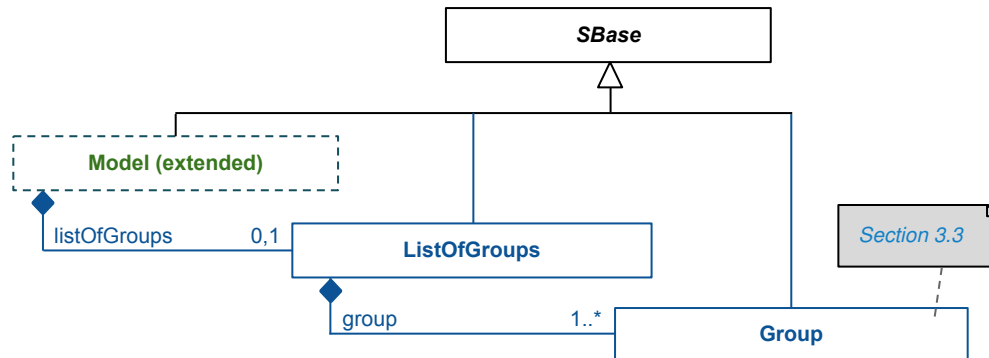 SBase
Model (extended)
listOfGroups 0,1
ListOfGroups
Section 3.3
group 1..*
Group